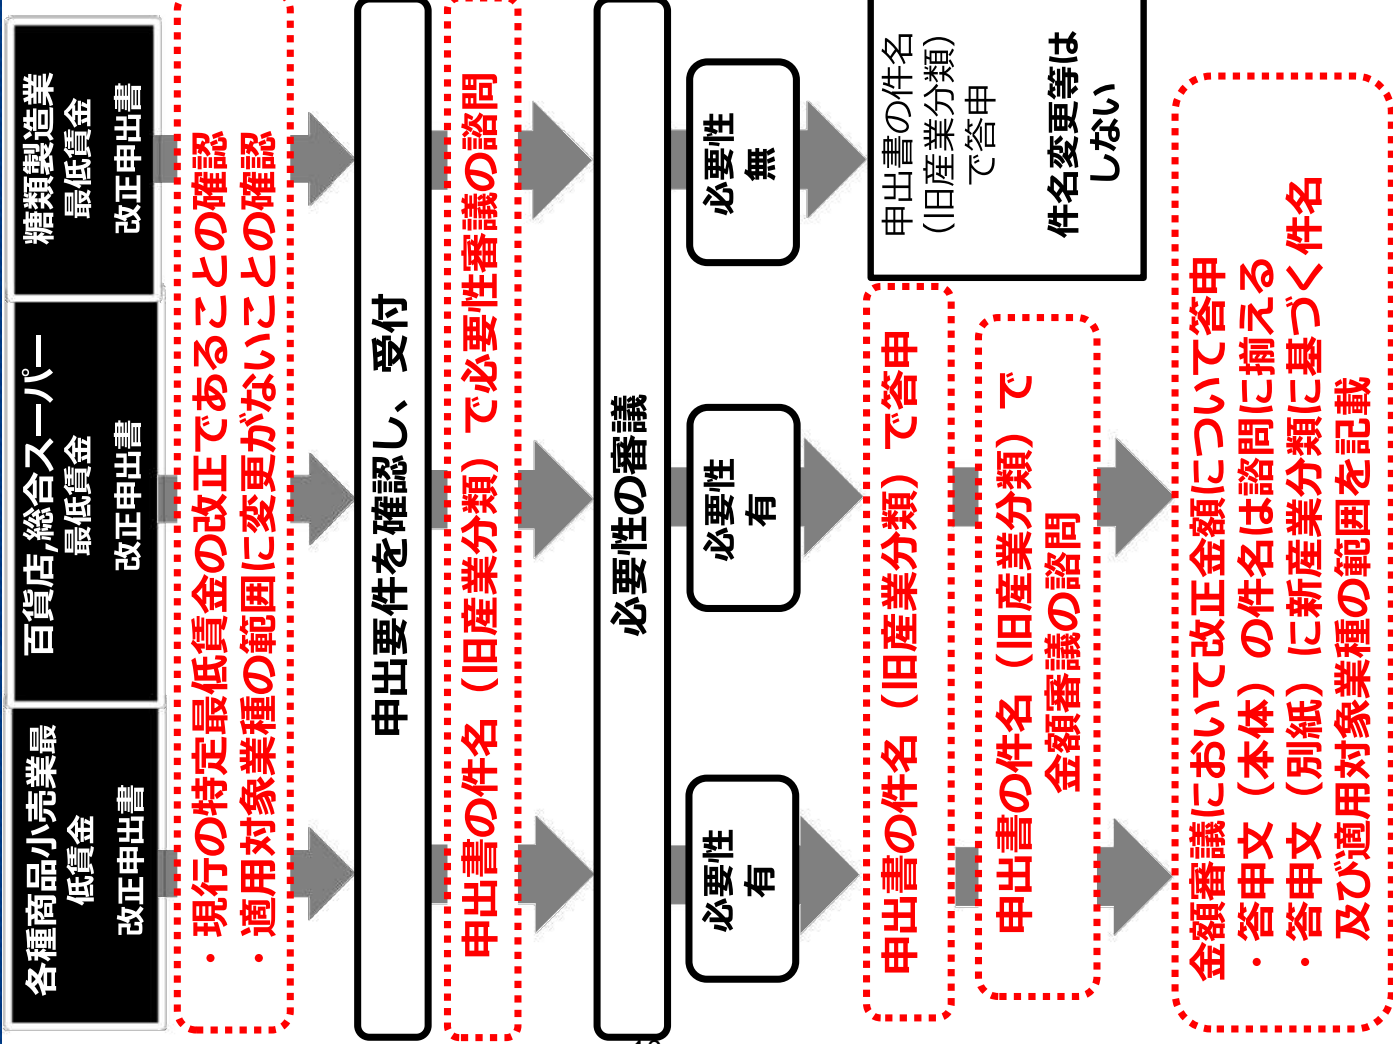 各種商品小売業最
低賃金
改正申出書
百貨店,総合スーパー
最低賃金
改正申出書
糖類製造業
最低賃金
改正申出書
・現行の特定最低賃金の改正であることの確認
・適用対象業種の範囲に変更がないことの確認
申出要件を確認し、受付
申出書の件名（旧産業分類）で必要性審議の諮問
必要性の審議
必要性
有
必要性
有
必要性
無
申出書の件名（旧産業分類）で答申
申出書の件名
（旧産業分類）
で答申
件名変更等は
しない
申出書の件名（旧産業分類）で
金額審議の諮問
金額審議において改正金額について答申
・答申文（本体）の件名は諮問に揃える
・答申文（別紙）に新産業分類に基づく件名
及び適用対象業種の範囲を記載